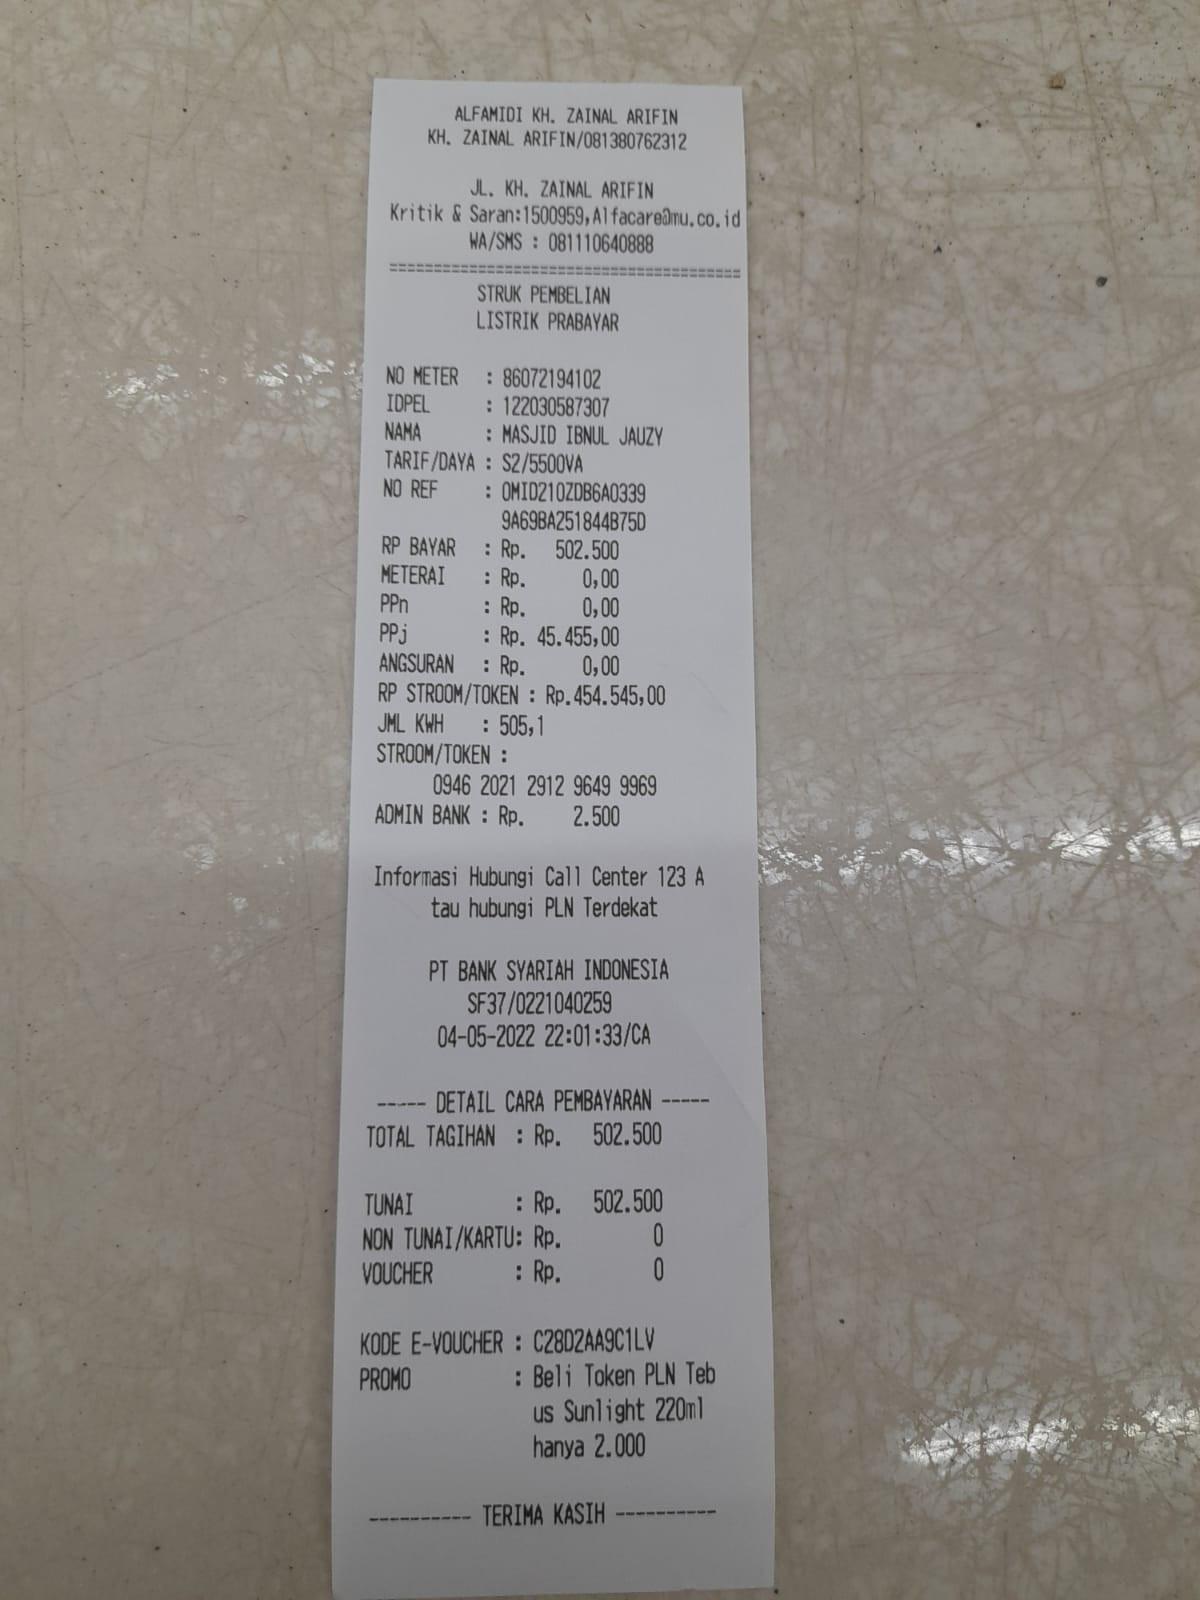 ALFAMIDI KH. ZAINAL ARIFIN
KH. ZAINAL ARIFIN/081380762312
JL. KH. ZAINAL ARIFIN
Kritik & Saran:1500959,Alfacare@mu.co.id
WA/SMS : 081110640888
========================================
STRUK PEMBELIAN
LISTRIK PRABAYAR
NO METER : 86072194102
IDPEL : 122030587307
NAMA : MASJID IBNUL JAUZY
TARIF/DAYA : S2/5500VA
NO REF : 0MID210ZDB6A0339
9A69BA251844B75D
RP BAYAR : Rp. 502.500
METERAI : Rp. 0,00
PPn : Rp. 0,00
PPj : Rp. 45.455,00
ANGSURAN : Rp. 0,00
RP STROOM/TOKEN : Rp.454.545,00
JML KWH : 505,1
STROOM/TOKEN :
0946 2021 2912 9649 9969
ADMIN BANK : Rp. 2.500
Informasi Hubungi Call Center 123 A
tau hubungi PLN Terdekat
PT BANK SYARIAH INDONESIA
SF37/0221040259
04-05-2022 22:01:33/CA
----- DETAIL CARA PEMBAYARAN -----
TOTAL TAGIHAN : Rp. 502.500
TUNAI : Rp. 502.500
NON TUNAI/KARTU: Rp. 0
VOUCHER : Rp. 0
KODE E-VOUCHER : C28D2AA9C1LV
PROMO : Beli Token PLN Teb
us Sunlight 220ml
hanya 2.000
---------- TERIMA KASIH ----------